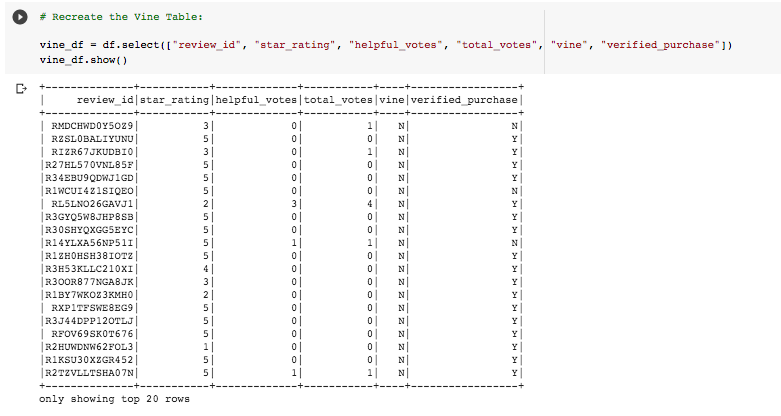 # Recreate the Vine Table:
vine_df = df.select(["review_id", "star_rating", "helpful_votes", "total_votes", "vine", "verified_purchase"])
vine_df.show()
+--------------+-----------+-------------+-----------+----+-----------------+
|     review_id|star_rating|helpful_votes|total_votes|vine|verified_purchase|
+--------------+-----------+-------------+-----------+----+-----------------+
| RMDCHWD0Y5OZ9|          3|            0|          1|   N|                N|
| RZSL0BALIYUNU|          5|            0|          0|   N|                Y|
| RIZR67JKUDBI0|          3|            0|          1|   N|                Y|
|R27HL570VNL85F|          5|            0|          0|   N|                Y|
|R34EBU9QDWJ1GD|          5|            0|          0|   N|                Y|
|R1WCUI4Z1SIQEO|          5|            0|          0|   N|                N|
| RL5LNO26GAVJ1|          2|            3|          4|   N|                Y|
|R3GYQ5W8JHP8SB|          5|            0|          0|   N|                Y|
|R30SHYQXGG5EYC|          5|            0|          0|   N|                Y|
|R14YLXA56NP51I|          5|            1|          1|   N|                N|
|R1ZH0HSH38IOTZ|          5|            0|          0|   N|                Y|
|R3H53KLLC210XI|          4|            0|          0|   N|                Y|
|R3OOR877NGA8JK|          3|            0|          0|   N|                Y|
|R1BY7WKOZ3KMH0|          2|            0|          0|   N|                Y|
| RXP1TFSWE8EG9|          5|            0|          0|   N|                Y|
|R3J44DPP12OTLJ|          5|            0|          0|   N|                Y|
| RFOV69SK0T676|          5|            0|          0|   N|                Y|
|R2HUWDNW62FOL3|          1|            0|          0|   N|                Y|
|R1KSU30XZGR452|          5|            0|          0|   N|                Y|
|R2TZVLLTSHA07N|          5|            1|          1|   N|                Y|
+--------------+-----------+-------------+-----------+----+-----------------+
only showing top 20 rows